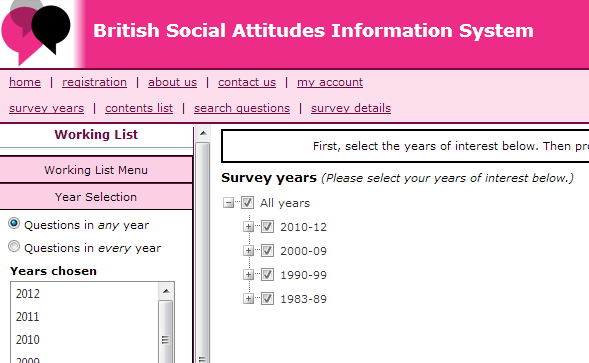 British Social Attitudes Information System
home | registration | about us | contact us | my account
survey years | contents list | search questions | survey details
Working List
Working List Menu
Year Selection
Questions in any year
Questions in every year
Years chosen
2012
2011
2010
2009
First, select the years of interest below. Then
Survey years (Please select your years of interest below.)
All years
2010-12
2000-09
1990-99
1983-89